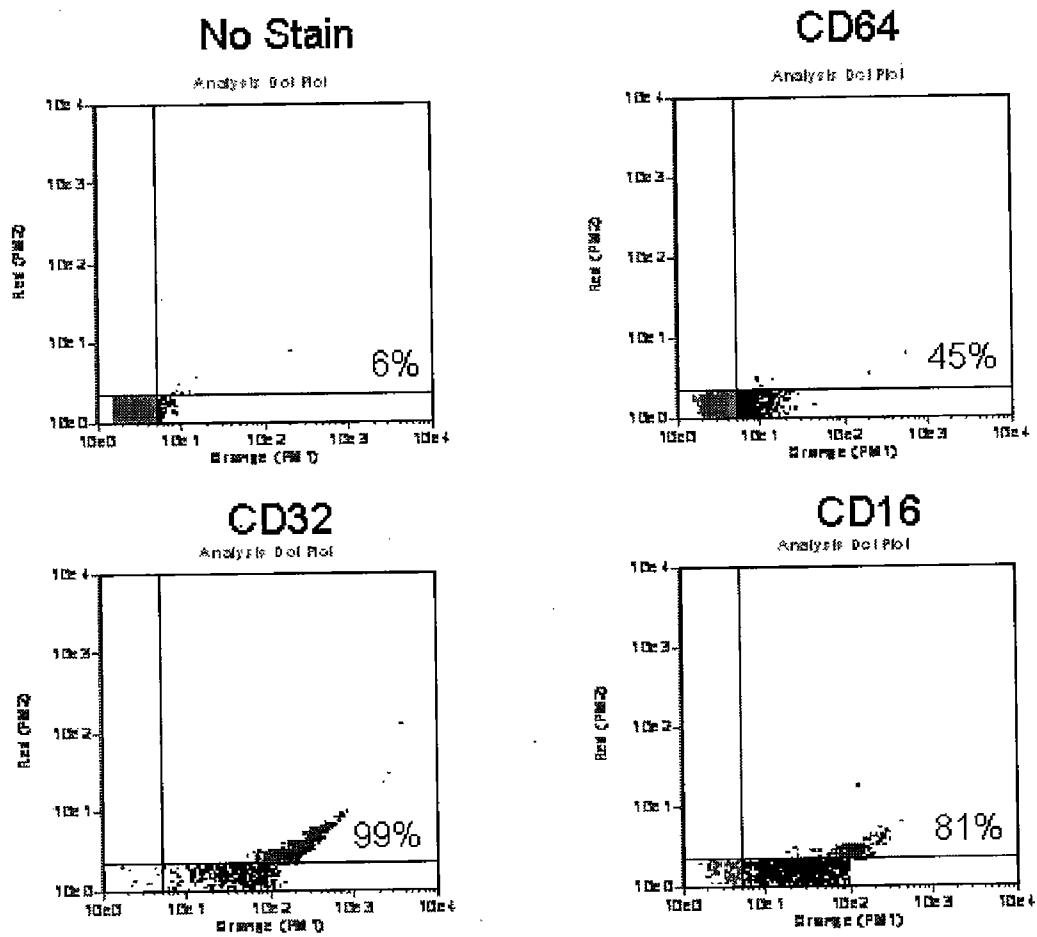 No Stain
Analysis Dot Plot
10e4
10e3
10e2
10e1
10e0
Red (PM2)
6%
10e0 10e1 10e2 10e3 10e4
Orange (PM1)
CD64
Analysis Dot Plot
10e4
10e3
10e2
10e1
10e0
Red (PM2)
45%
10e0 10e1 10e2 10e3 10e4
Orange (PM1)
CD32
Analysis Dot Plot
10e4
10e3
10e2
10e1
10e0
Red (PM2)
99%
10e0 10e1 10e2 10e3 10e4
Orange (PM1)
CD16
Analysis Dot Plot
10e4
10e3
10e2
10e1
10e0
Red (PM2)
81%
10e0 10e1 10e2 10e3 10e4
Orange (PM1)